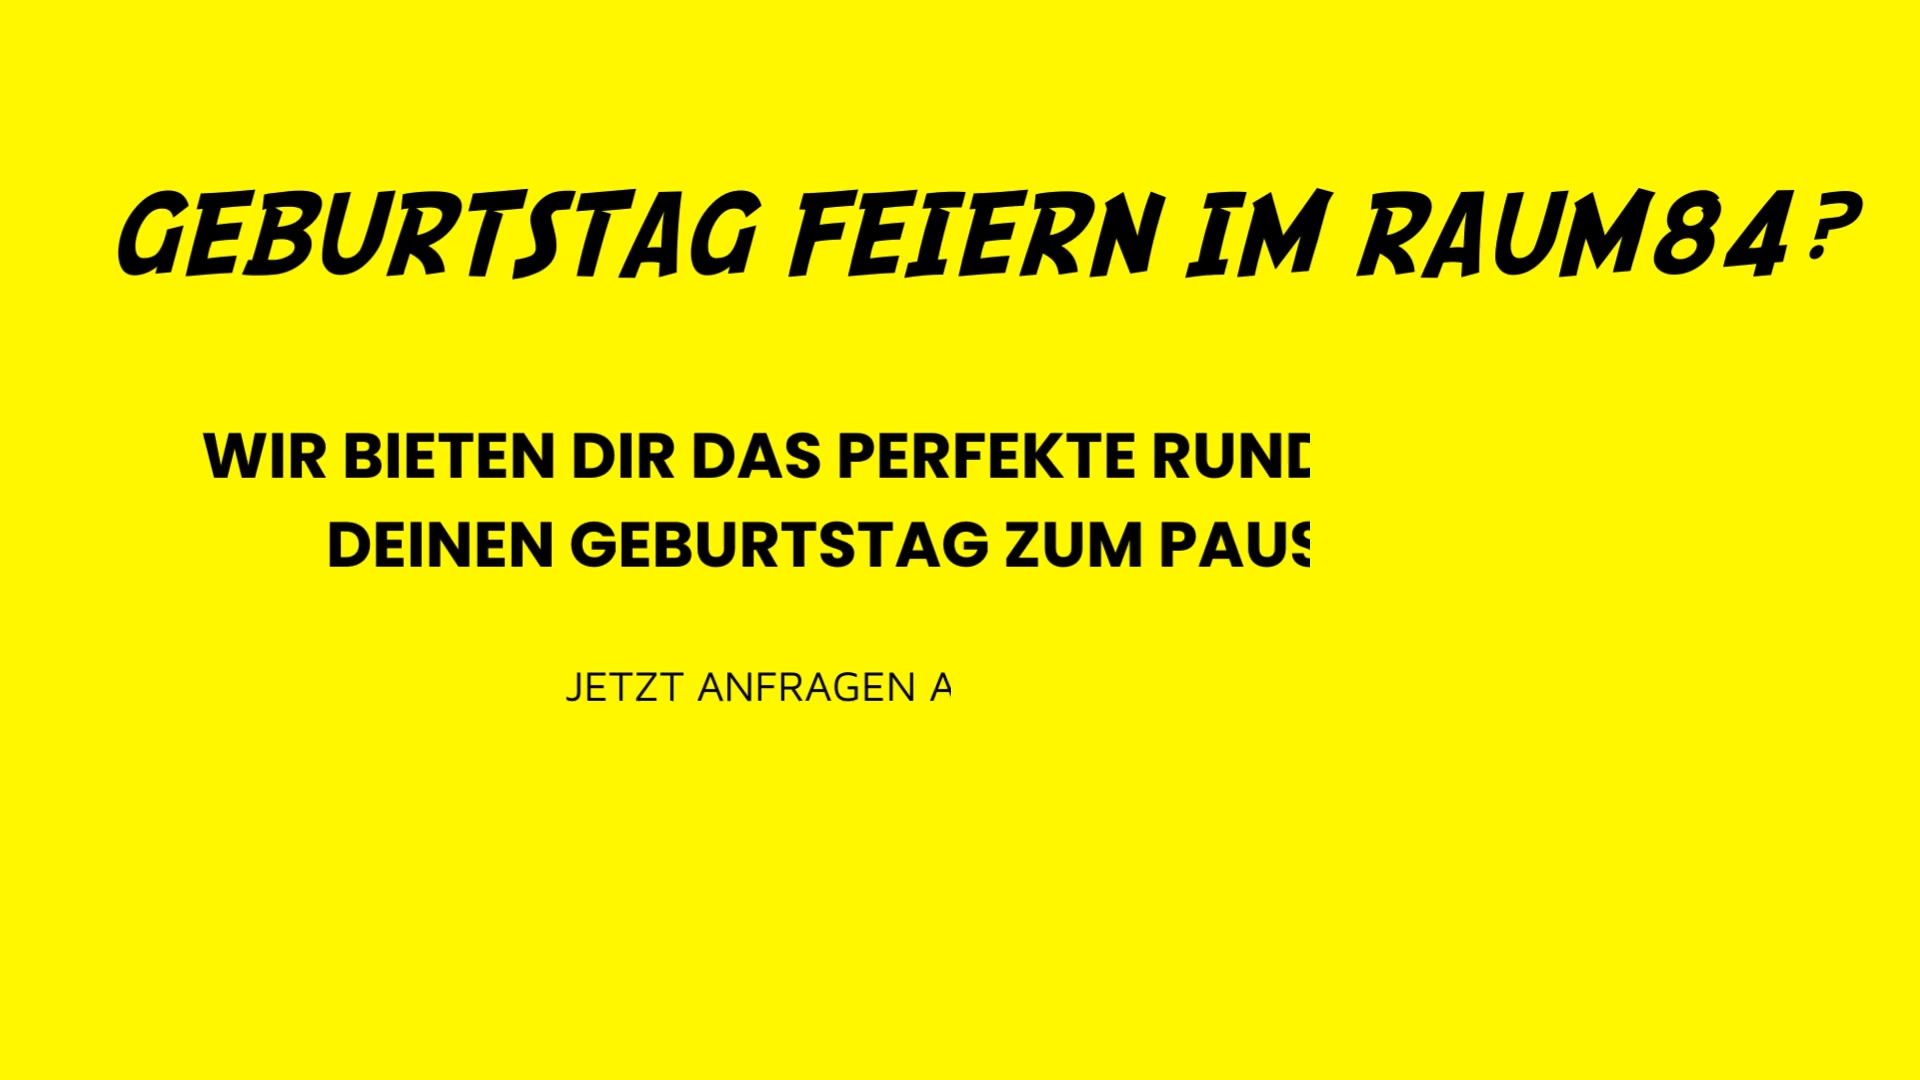 GEBURTSTAG FEIERN IM RAUM84?
WIR BIETEN DIR DAS PERFEKTE RUND
DEINEN GEBURTSTAG ZUM PAUS
JETZT ANFRAGEN A